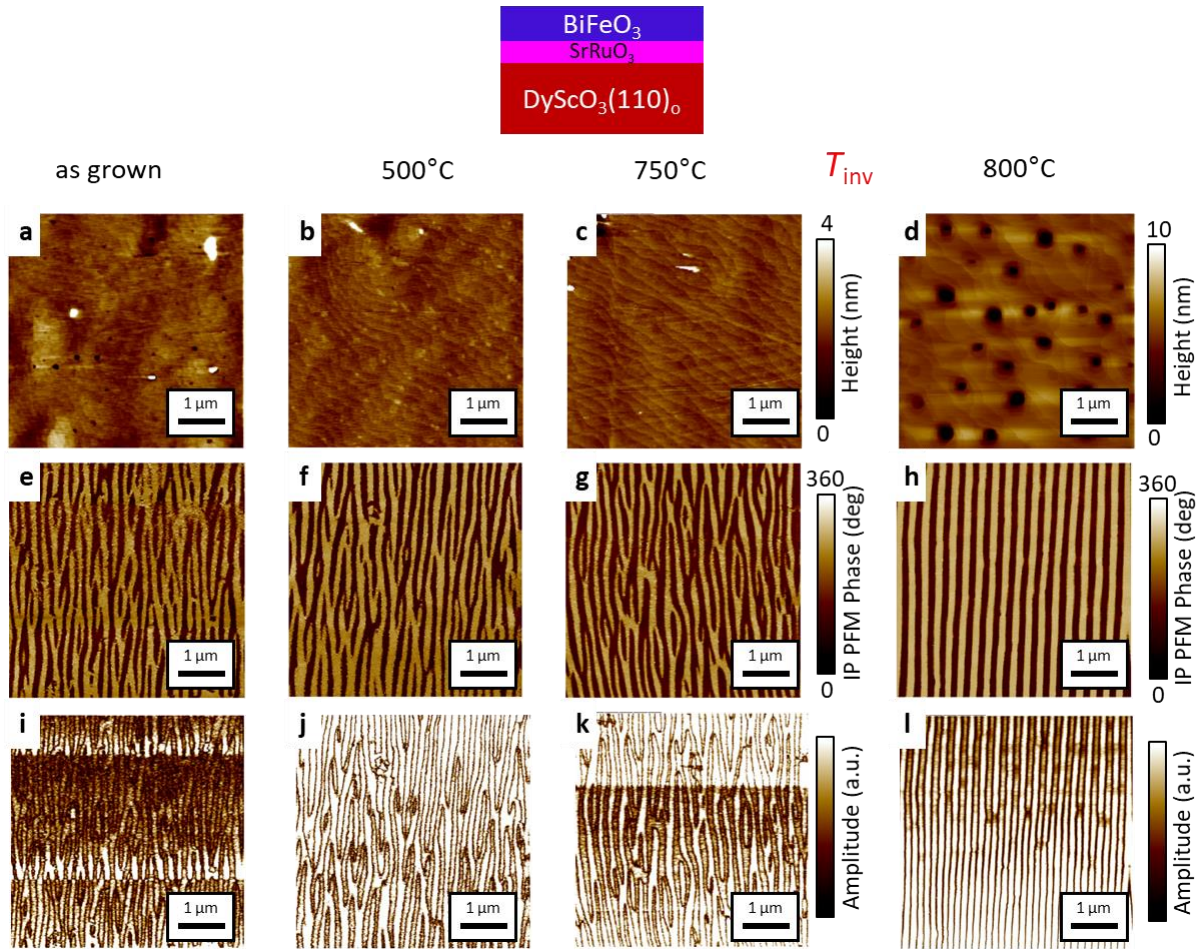 BiFeO₃
SrRuO₃
DyScO₃(110)ₒ
as grown
500°C
750°C
T_inv
800°C
a
b
c
4
Height (nm)
0
d
10
Height (nm)
0
1 µm
1 µm
1 µm
1 µm
e
f
g
360
IP PFM Phase (deg)
0
h
360
IP PFM Phase (deg)
0
1 µm
1 µm
1 µm
1 µm
i
j
k
Amplitude (a.u.)
l
Amplitude (a.u.)
1 µm
1 µm
1 µm
1 µm